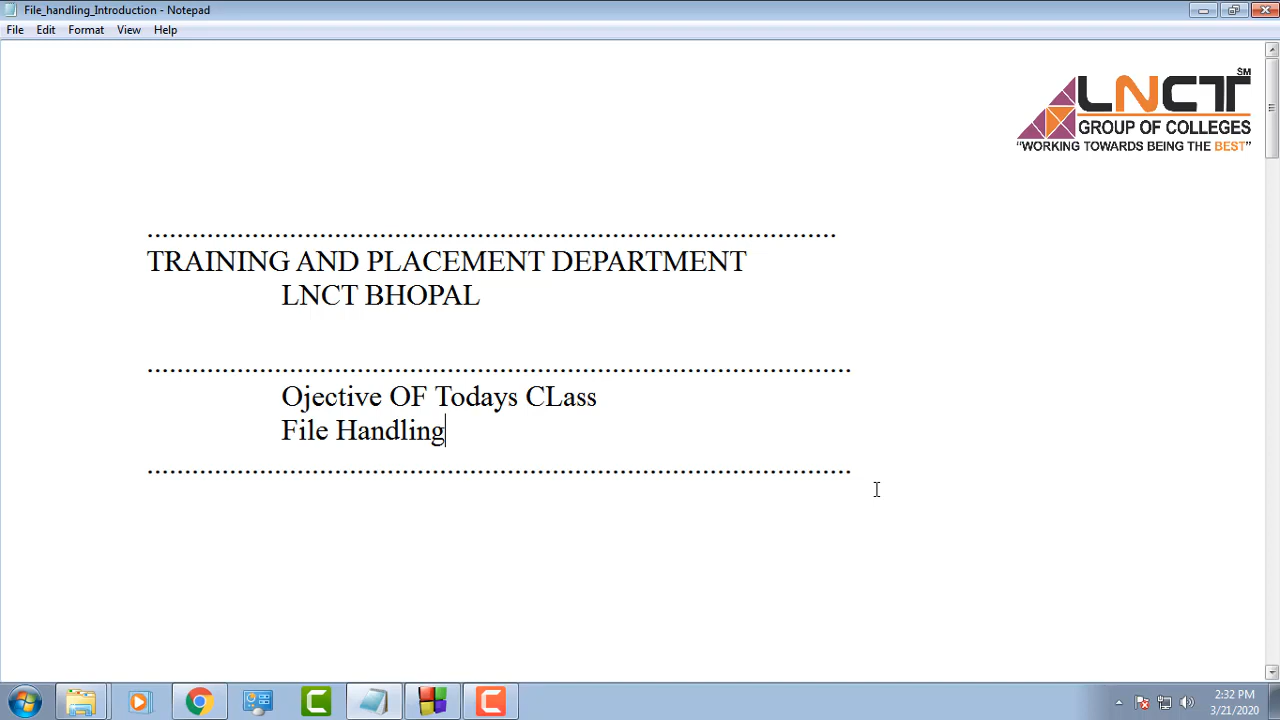 File_handling_Introduction - Notepad
File Edit Format View Help
LNCT SM
GROUP OF COLLEGES
"WORKING TOWARDS BEING THE BEST"
............................................................................................
TRAINING AND PLACEMENT DEPARTMENT
LNCT BHOPAL
..............................................................................................
Ojective OF Todays CLass
File Handling
..............................................................................................
2:32 PM
3/21/2020